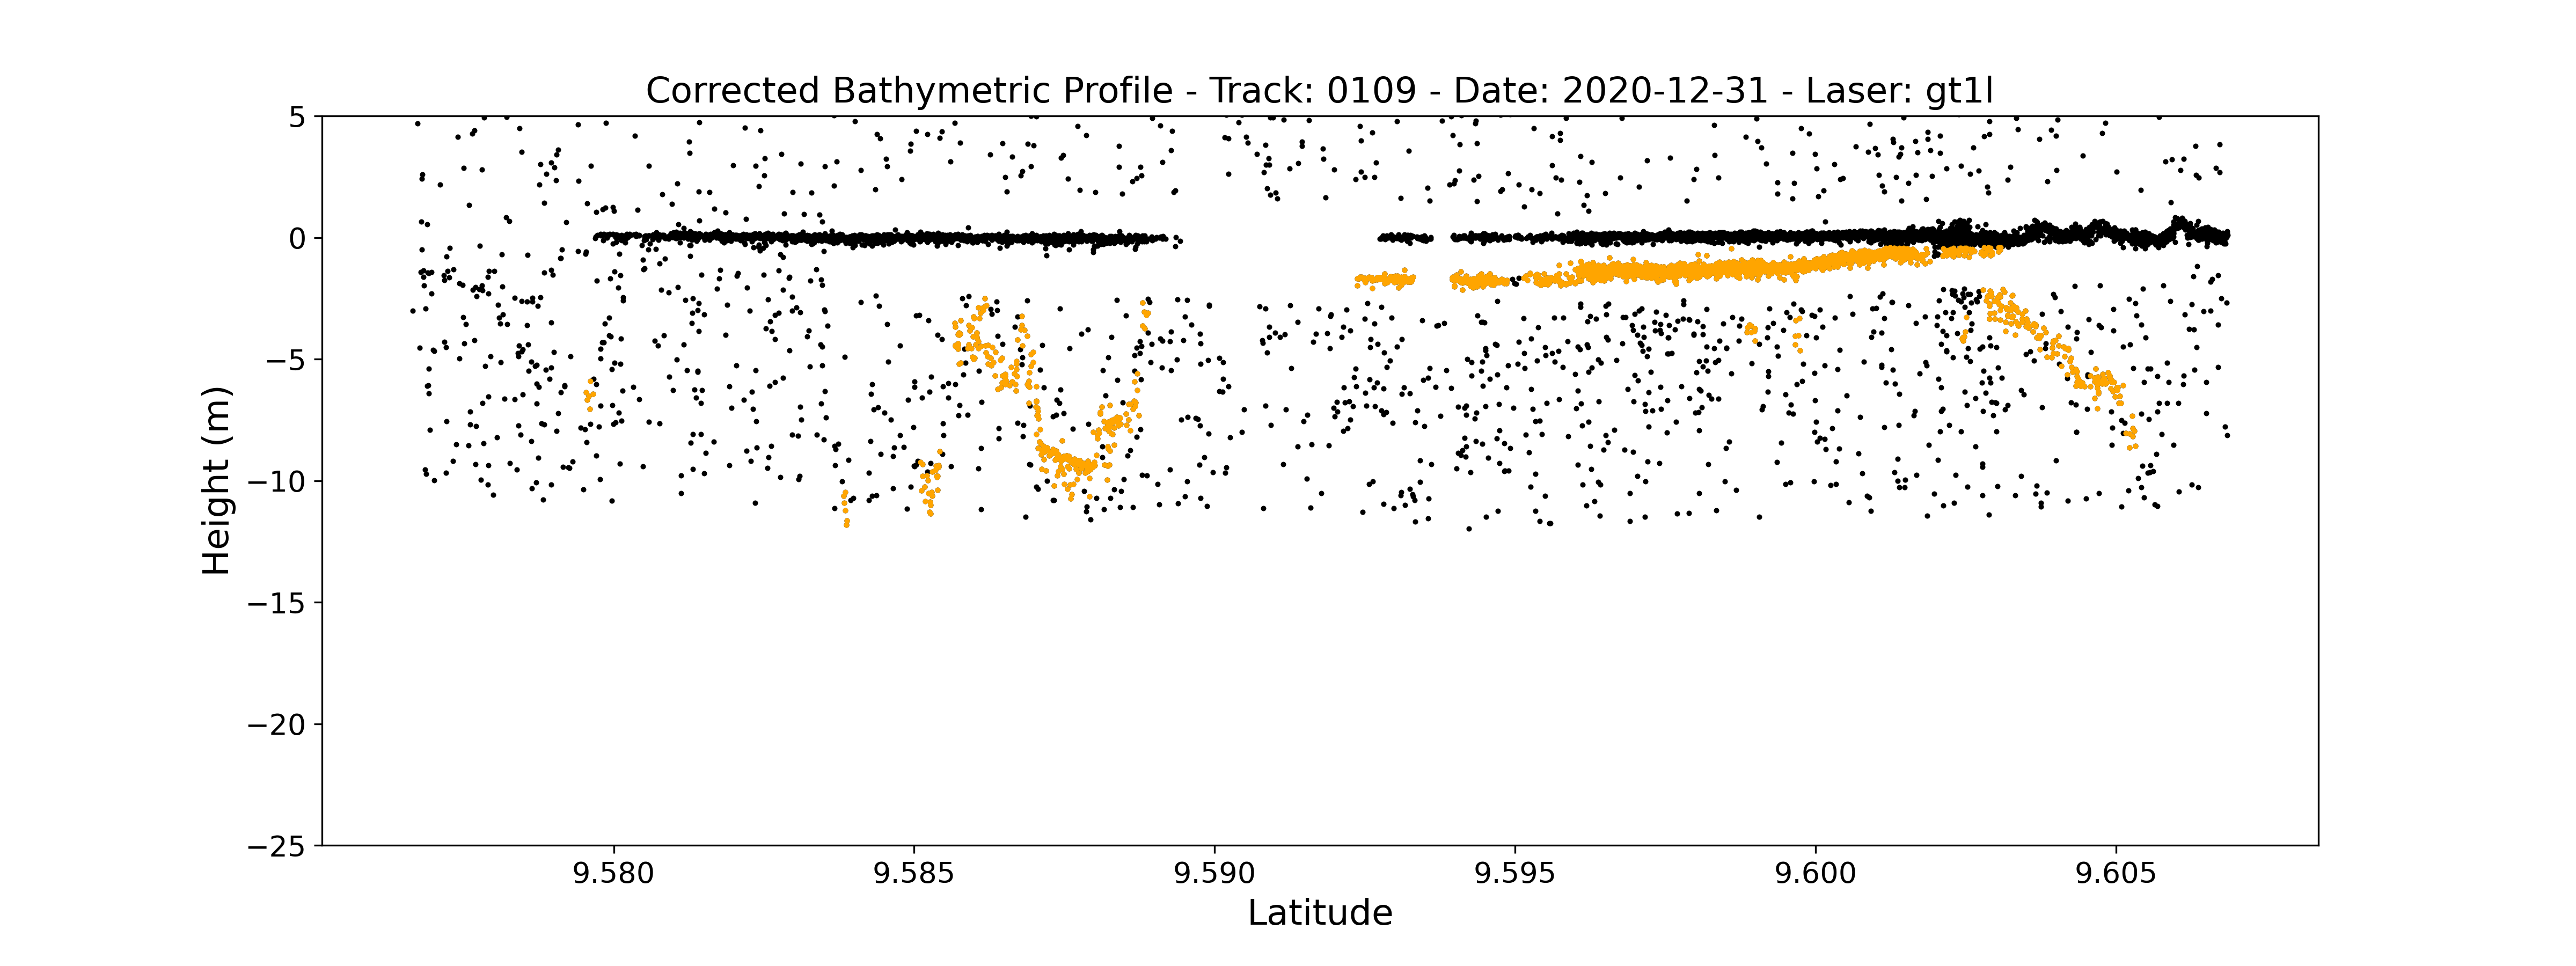 Corrected Bathymetric Profile - Track: 0109 - Date: 2020-12-31 - Laser: gt1l
5
0
−5
−10
−15
−20
−25
Height (m)
9.580 9.585 9.590 9.595 9.600 9.605
Latitude